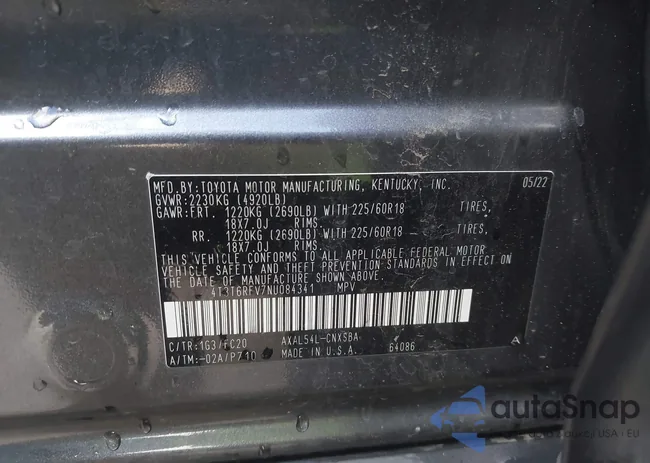 MFD. BY: TOYOTA MOTOR MANUFACTURING, KENTUCKY, INC. 05/22
GVWR: 2230KG (4920LB)
GAWR: FRT. 1220KG (2690LB) WITH 225/60R18 TIRES,
18X7.0J RIMS.
RR. 1220KG (2690LB) WITH 225/60R18 TIRES,
18X7.0J RIMS.
THIS VEHICLE CONFORMS TO ALL APPLICABLE FEDERAL MOTOR
VEHICLE SAFETY AND THEFT PREVENTION STANDARDS IN EFFECT ON
THE DATE OF MANUFACTURE SHOWN ABOVE.
4T3T6RFV7NU084341 MPV
C/TR:1G3/FC20 AXAL54L-CNXSBA A
A/TM:-02A/P710 MADE IN U.S.A. 64086
autoSnap
USA - EU